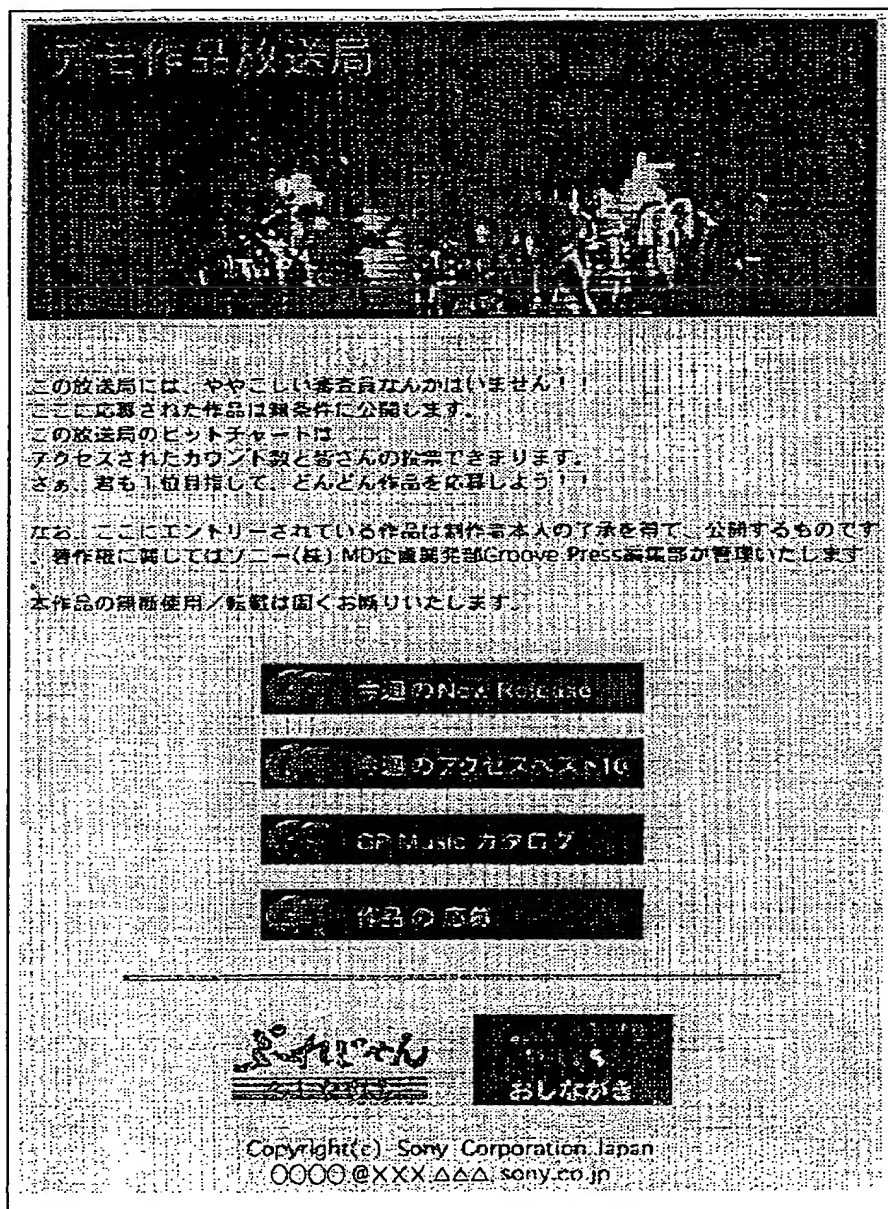 デモ作品放送局
この放送局には、ややこしい審査員なんかはいません！！
ここに応募された作品は無条件に公開します。
この放送局のヒットチャートは
アクセスされたカウント数と皆さんの投票できまります。
さぁ、君も１位目指して、どんどん作品を応募しよう！！
なお、ここにエントリーされている作品は制作者本人の了承を得て、公開するものです
。著作権に関してはソニー(株) MD企画開発部Groove Press編集部が管理いたします
。
本作品の無断使用／転載は固くお断りいたします。
今週のNew Release
今週のアクセスベスト10
GP Music カタログ
作品の応募
おしながき
Copyright(c) Sony Corporation.Japan
○○○○@×××.△△△.sony.co.jp